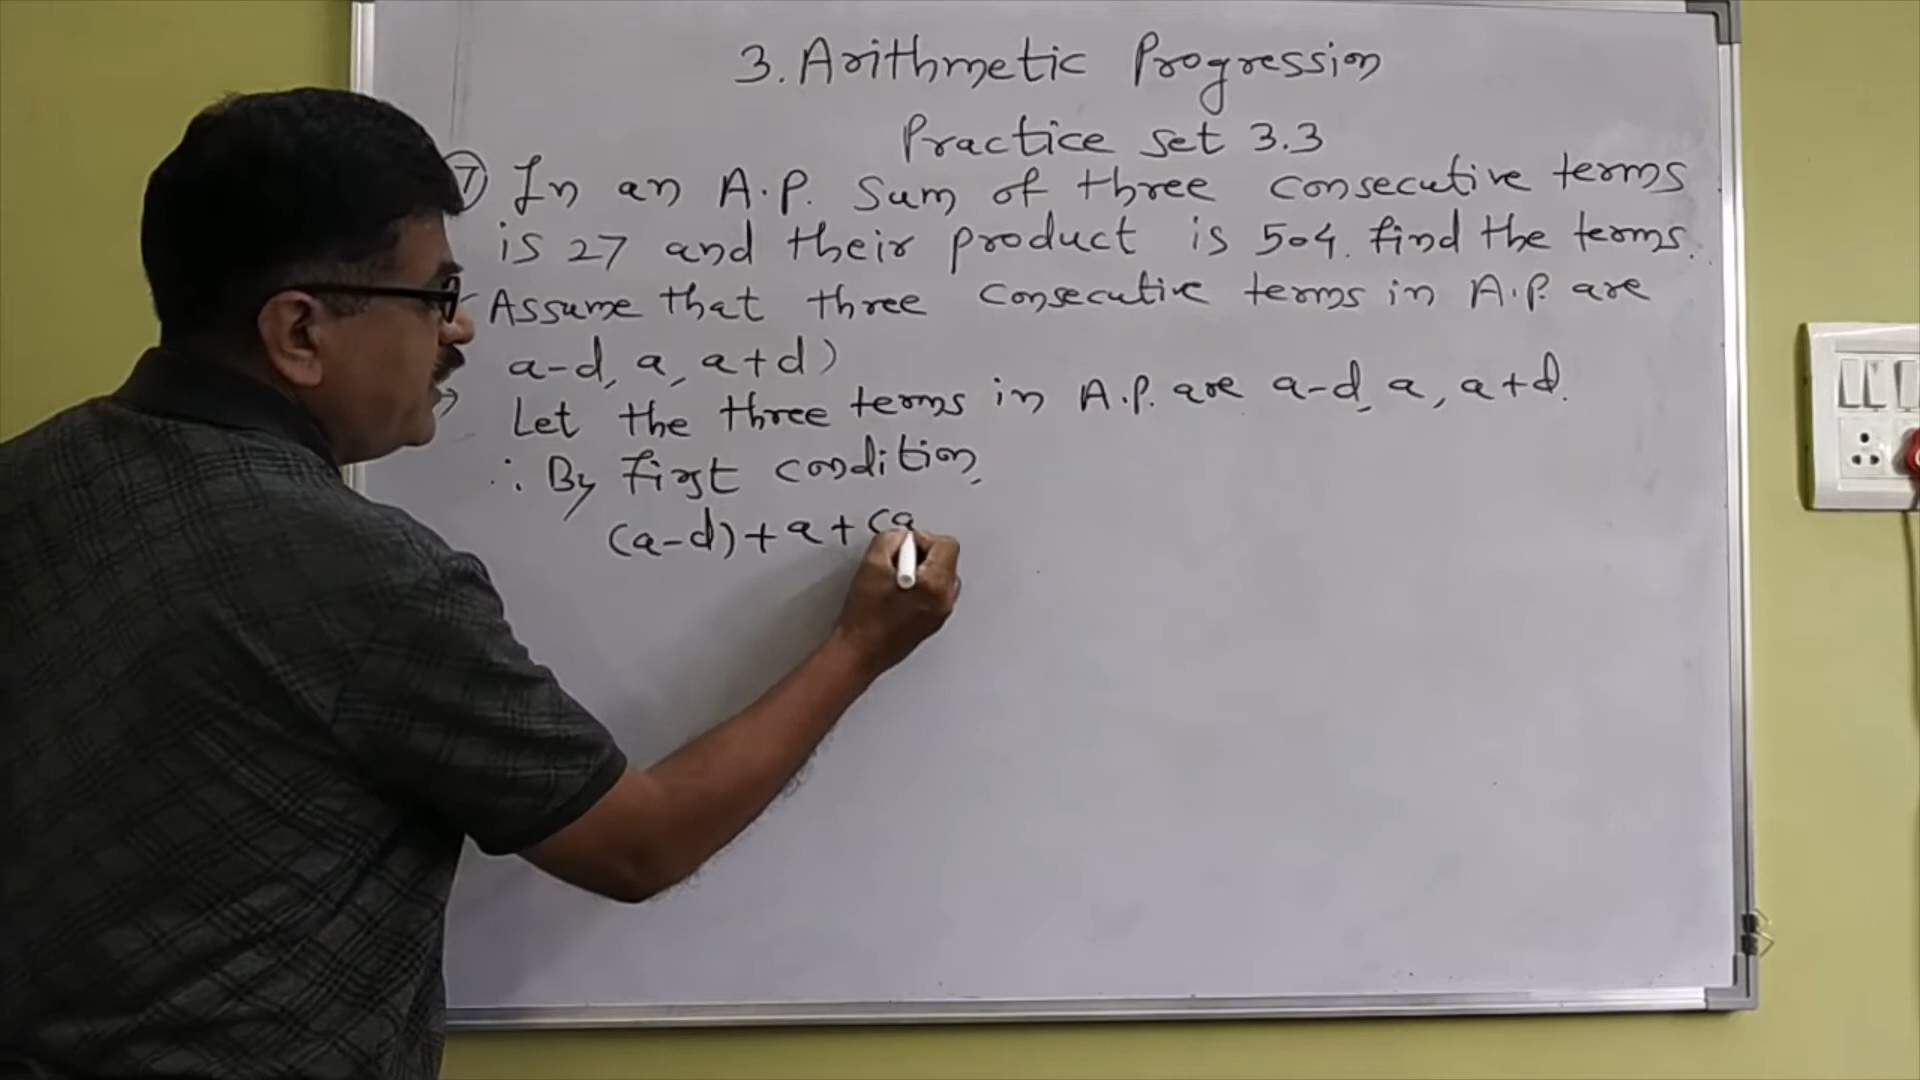 3. Arithmetic Progression
Practice set 3.3
7 In an A.P. sum of three consecutive terms
is 27 and their product is 504. find the terms.
Assume that three consecutive terms in A.P. are
a-d, a, a+d)
→ Let the three terms in A.P. are a-d, a, a+d.
∴ By first condition,
(a-d)+a+(a